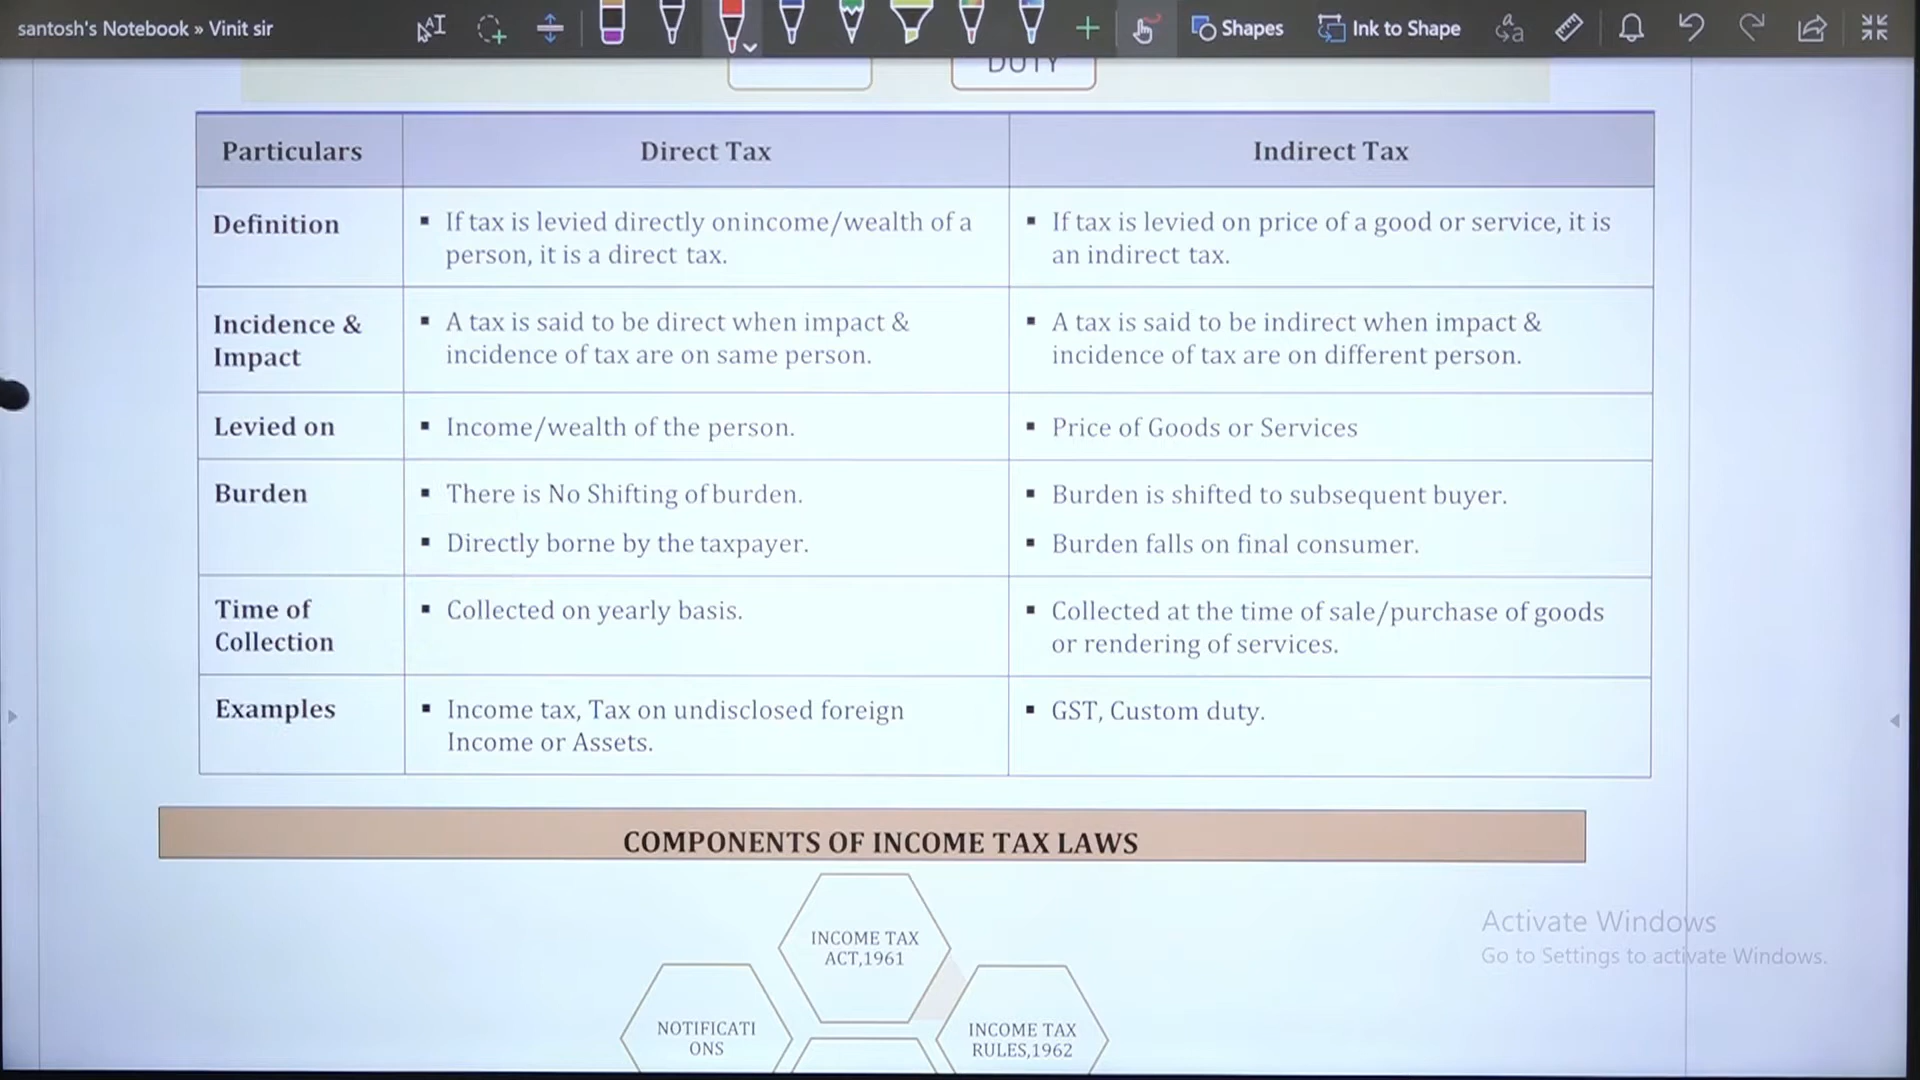 santosh's Notebook » Vinit sir
Shapes
Ink to Shape
DUTY
Particulars
Direct Tax
Indirect Tax
Definition
▪ If tax is levied directly onincome/wealth of a
person, it is a direct tax.
▪ If tax is levied on price of a good or service, it is
an indirect tax.
Incidence &
Impact
▪ A tax is said to be direct when impact &
incidence of tax are on same person.
▪ A tax is said to be indirect when impact &
incidence of tax are on different person.
Levied on
▪ Income/wealth of the person.
▪ Price of Goods or Services
Burden
▪ There is No Shifting of burden.
▪ Directly borne by the taxpayer.
▪ Burden is shifted to subsequent buyer.
▪ Burden falls on final consumer.
Time of
Collection
▪ Collected on yearly basis.
▪ Collected at the time of sale/purchase of goods
or rendering of services.
Examples
▪ Income tax, Tax on undisclosed foreign
Income or Assets.
▪ GST, Custom duty.
COMPONENTS OF INCOME TAX LAWS
INCOME TAX
ACT,1961
NOTIFICATI
ONS
INCOME TAX
RULES,1962
Activate Windows
Go to Settings to activate Windows.